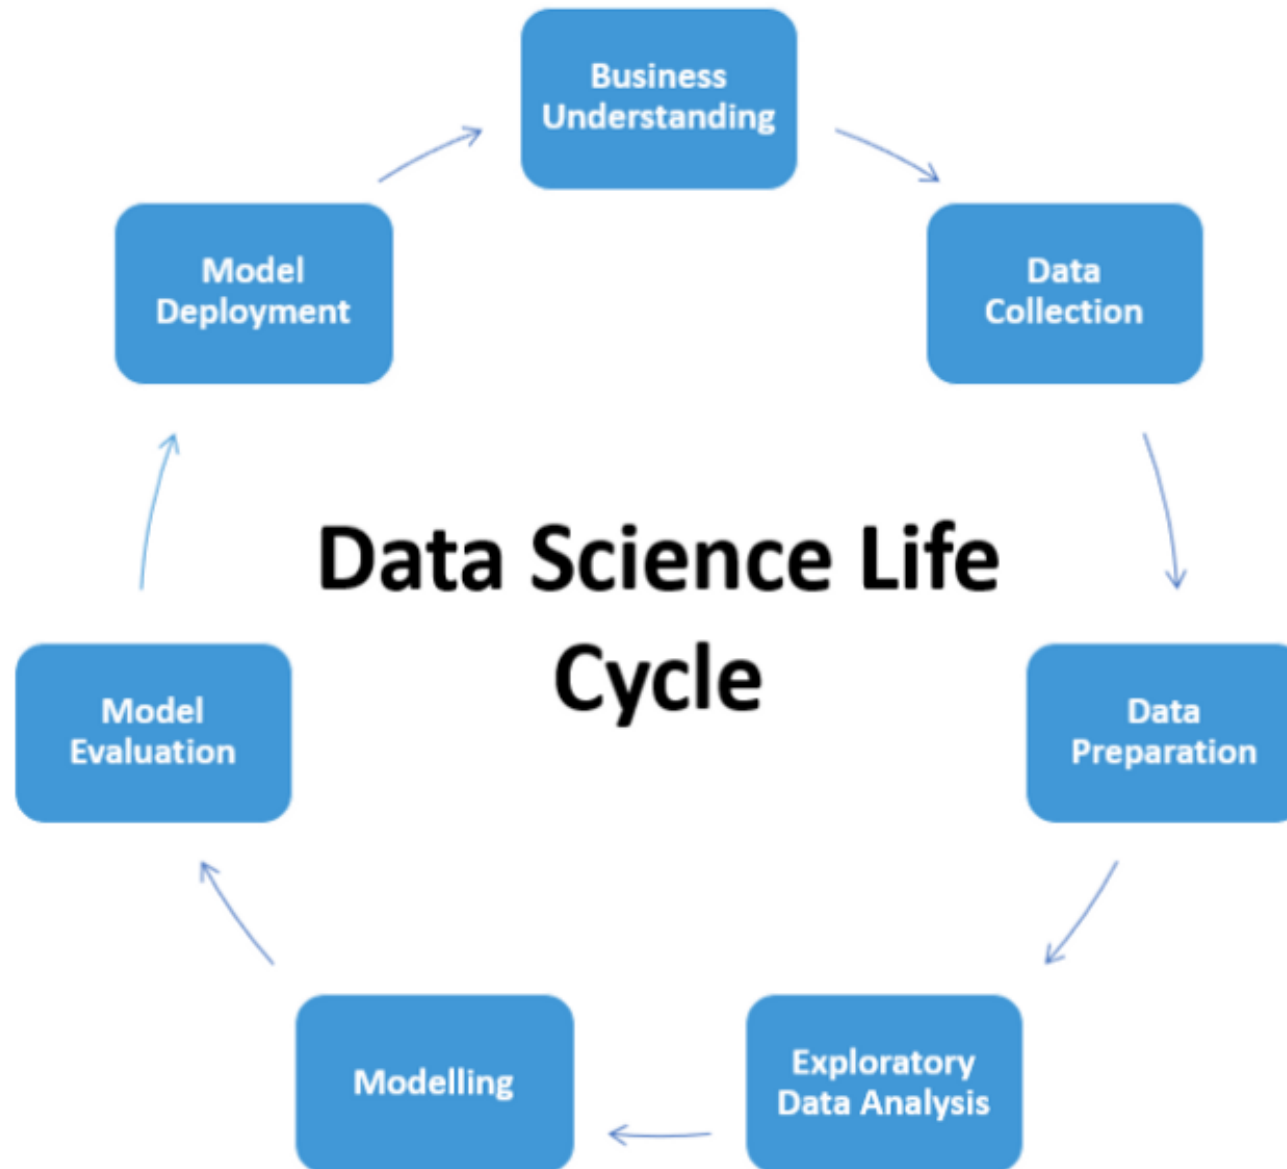 Business
Understanding
Data
Collection
Data
Preparation
Exploratory
Data Analysis
Modelling
Model
Evaluation
Model
Deployment
Data Science Life
Cycle